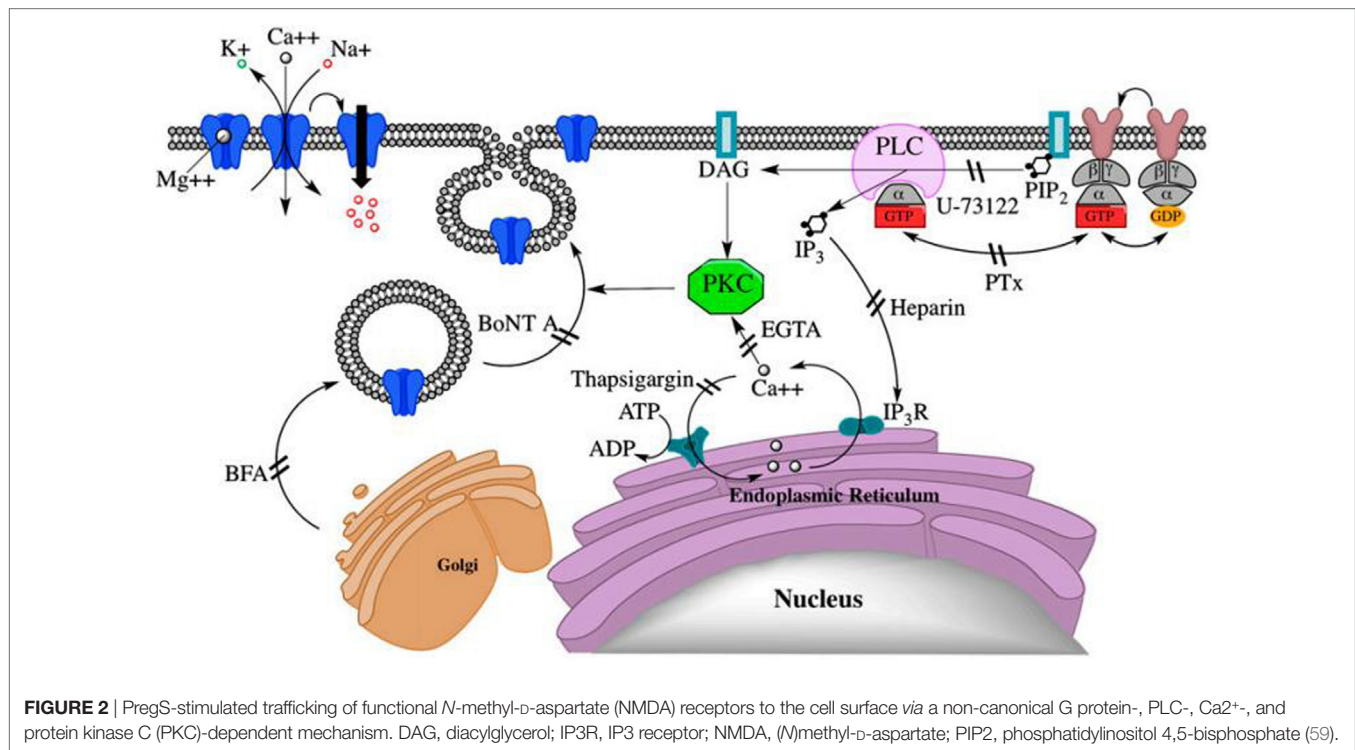 K+
Ca++
Na+
Mg++
DAG
PLC
PIP2
β γ
α
GTP
β γ
α
GDP
α
GTP
U-73122
IP3
PTx
PKC
Heparin
BoNT A
EGTA
Thapsigargin
Ca++
ATP
ADP
IP3R
BFA
Endoplasmic Reticulum
Golgi
Nucleus
FIGURE 2 | PregS-stimulated trafficking of functional N-methyl-D-aspartate (NMDA) receptors to the cell surface via a non-canonical G protein-, PLC-, Ca2+-, and
protein kinase C (PKC)-dependent mechanism. DAG, diacylglycerol; IP3R, IP3 receptor; NMDA, (N)methyl-D-aspartate; PIP2, phosphatidylinositol 4,5-bisphosphate (59).